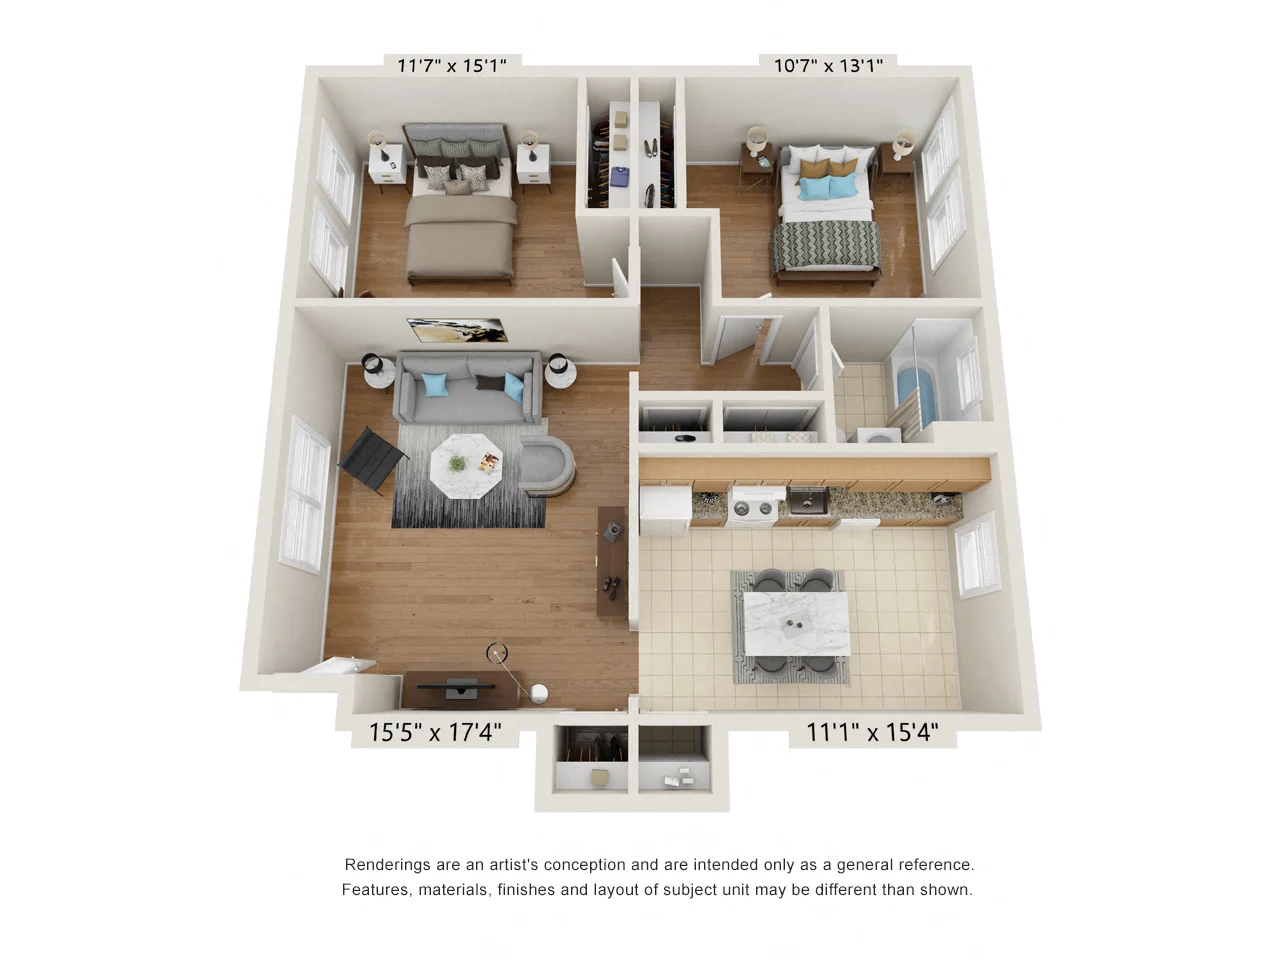 11'7" x 15'1"
10'7" x 13'1"
15'5" x 17'4"
11'1" x 15'4"
Renderings are an artist's conception and are intended only as a general reference.
Features, materials, finishes and layout of subject unit may be different than shown.